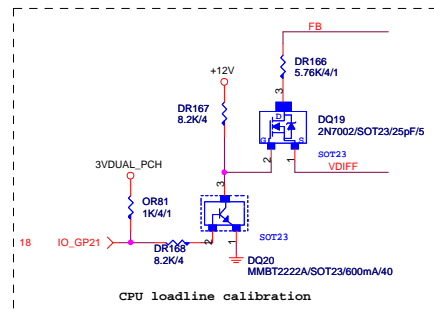 FB
DR166
5.76K/4/1
+12V
3
DR167
8.2K/4
D
G
S
DQ19
2N7002/SOT23/25pF/5
2
1
SOT23
VDIFF
3VDUAL_PCH
OR81
1K/4/1
3
18
IO_GP21
DR168
8.2K/4
2
1
SOT23
DQ20
MMBT2222A/SOT23/600mA/40
CPU loadline calibration